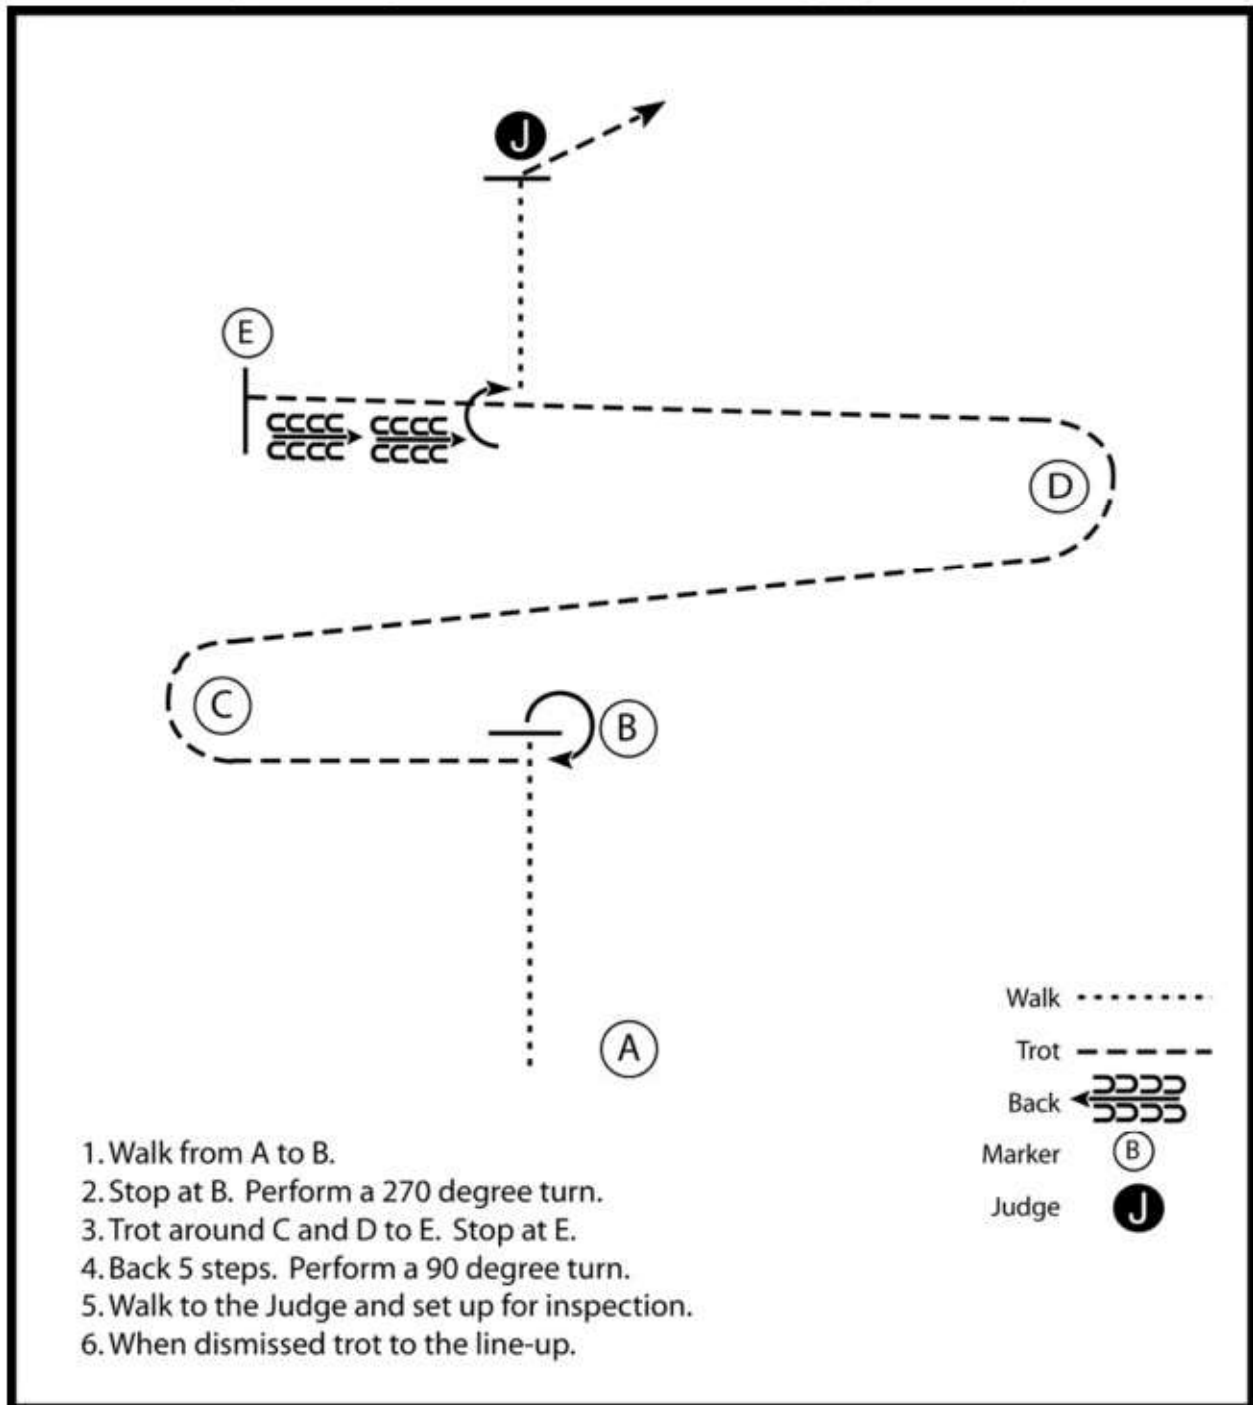 J
E
D
C
B
A
Walk
Trot
Back
Marker B
Judge J
1. Walk from A to B.
2. Stop at B. Perform a 270 degree turn.
3. Trot around C and D to E. Stop at E.
4. Back 5 steps. Perform a 90 degree turn.
5. Walk to the Judge and set up for inspection.
6. When dismissed trot to the line-up.